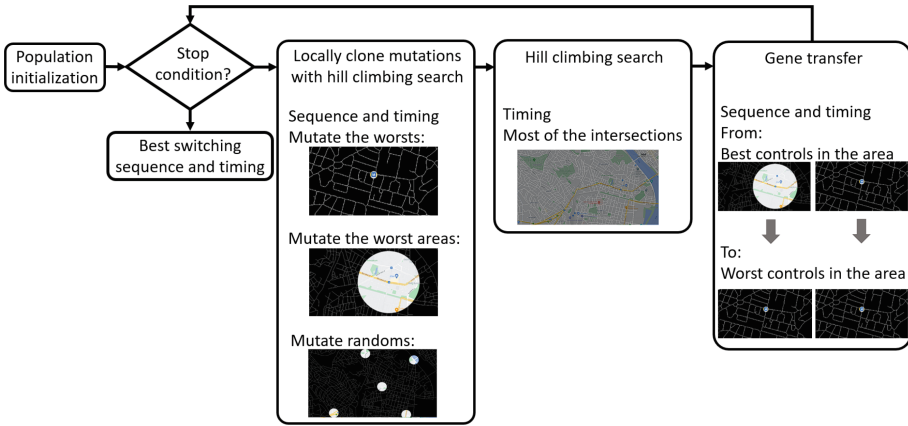 Population
initialization
Stop
condition?
Best switching
sequence and timing
Locally clone mutations
with hill climbing search
Sequence and timing
Mutate the worsts:
Mutate the worst areas:
Mutate randoms:
Hill climbing search
Timing
Most of the intersections
Gene transfer
Sequence and timing
From:
Best controls in the area
To:
Worst controls in the area